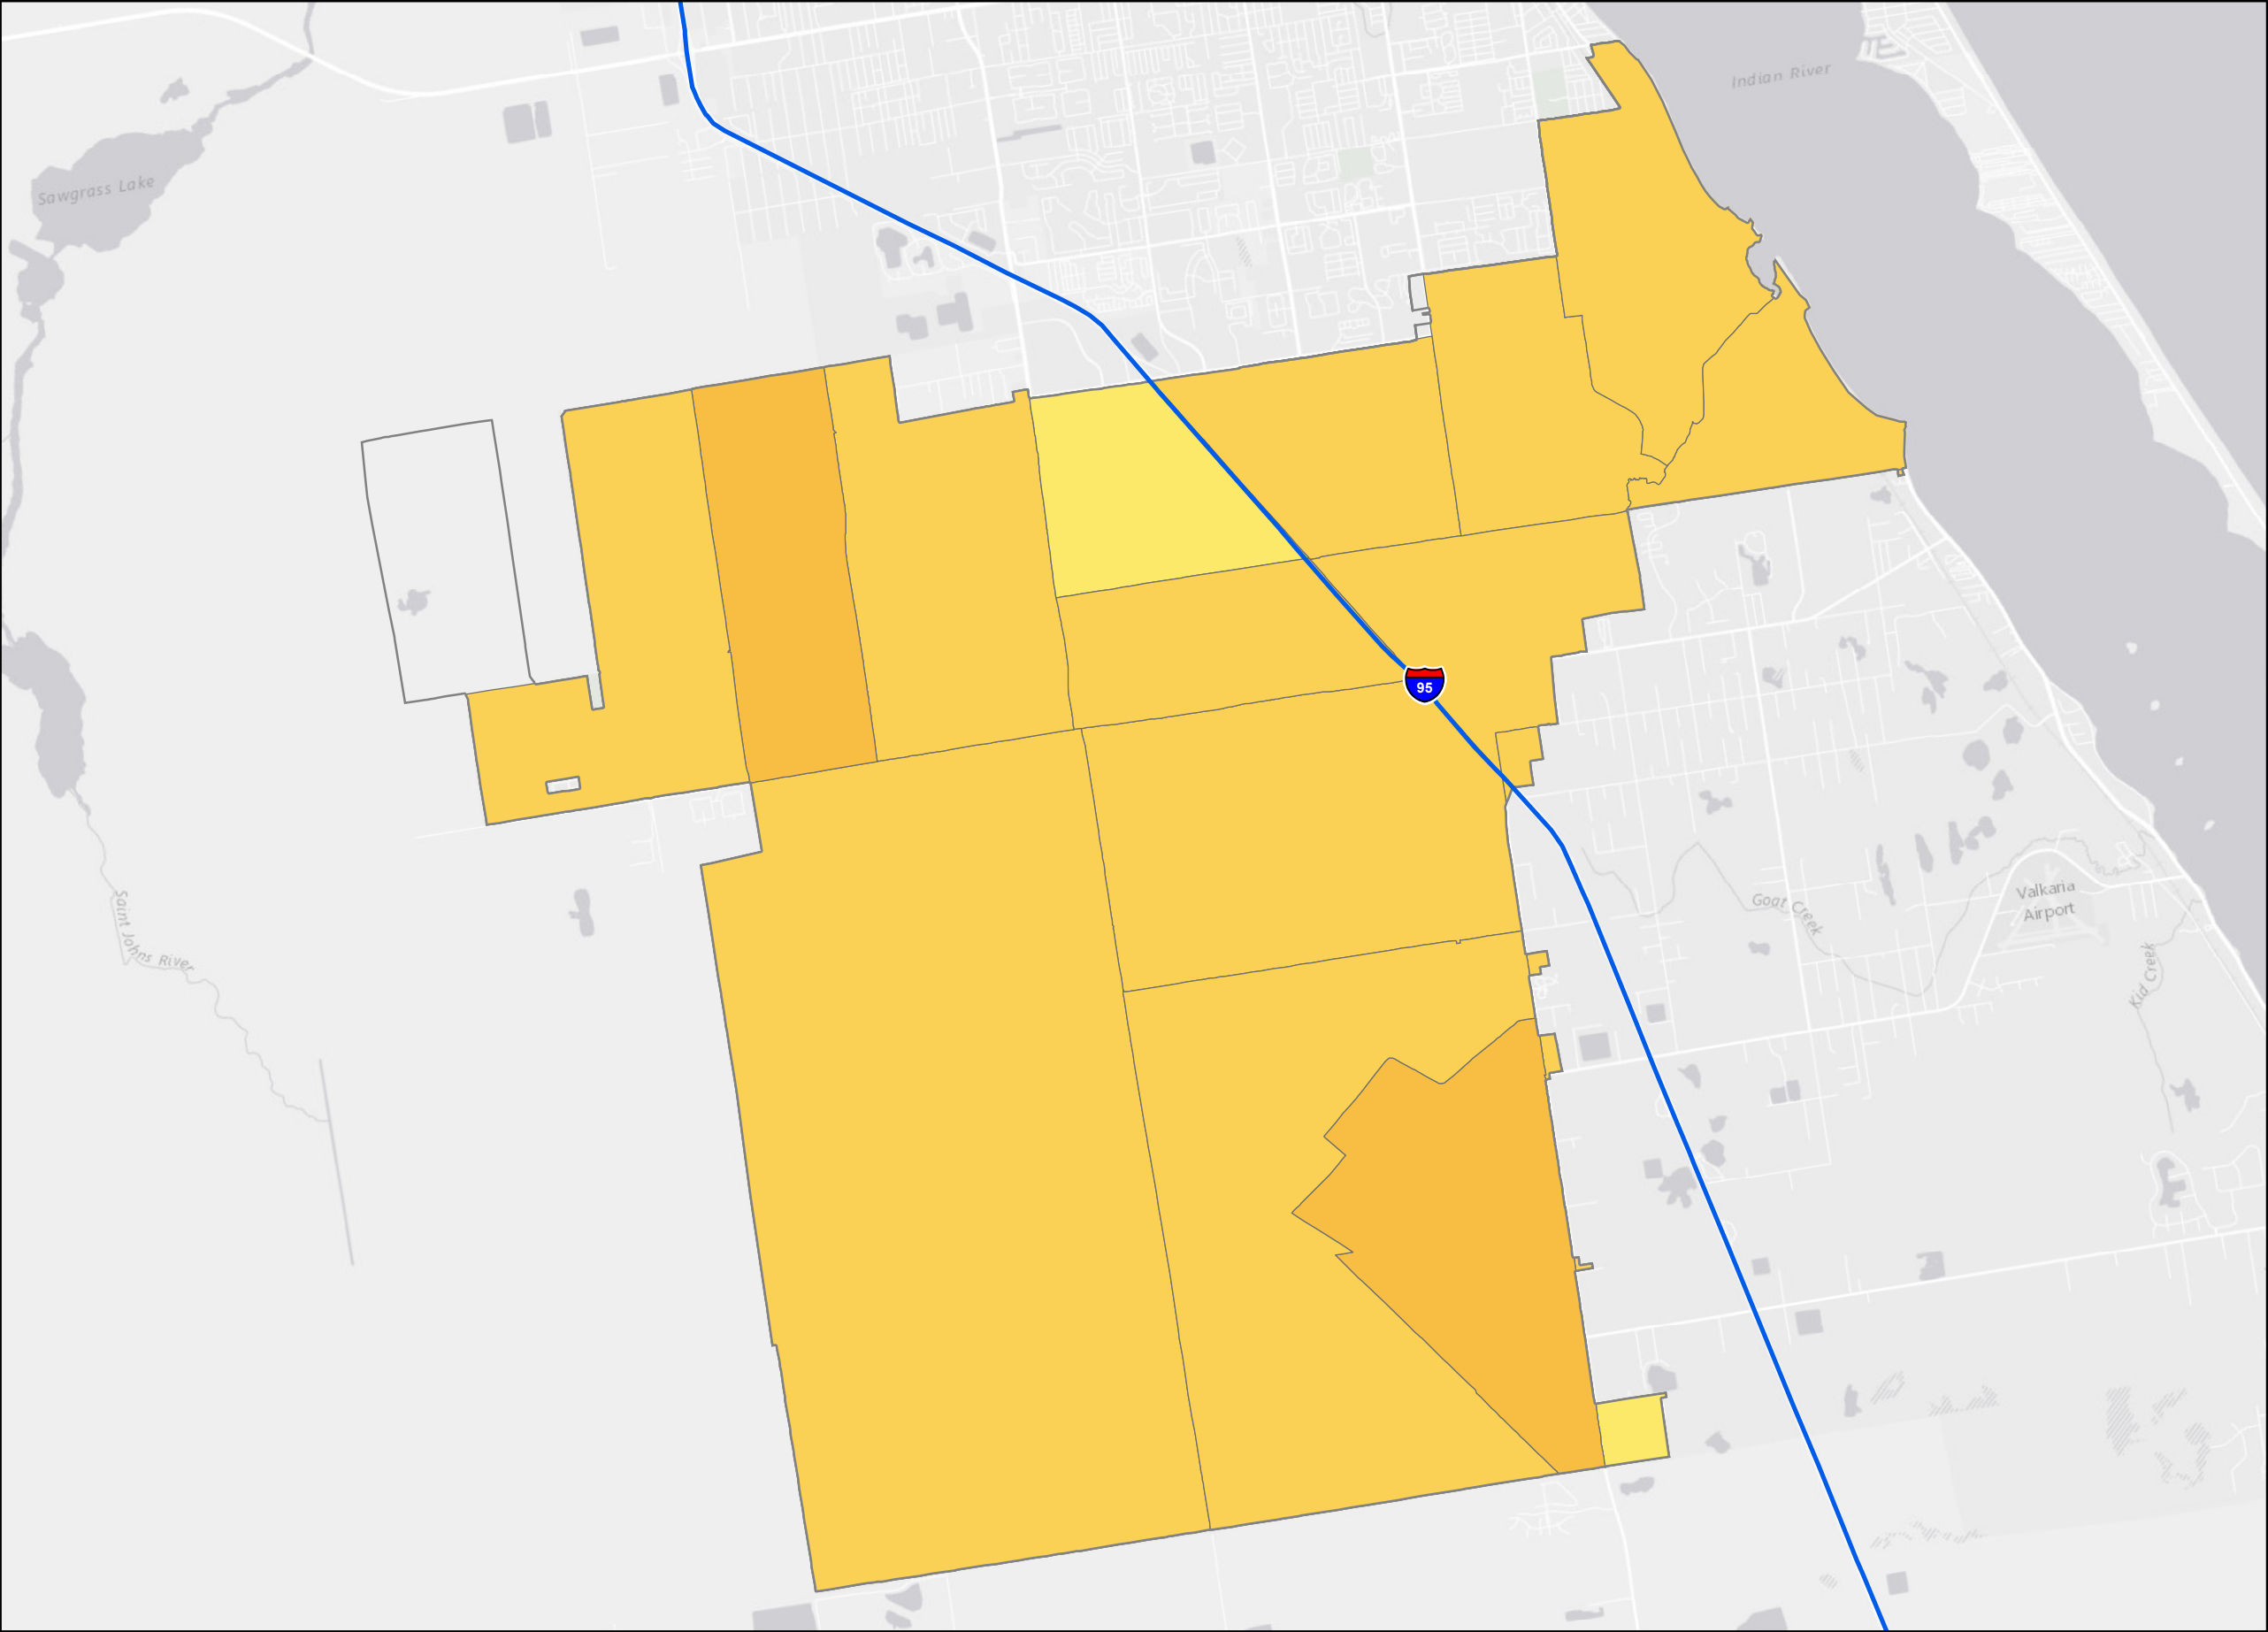 Indian River
Sawgrass Lake
95
Valkaria
Airport
Goat Creek
Saint Johns River
Kid Creek